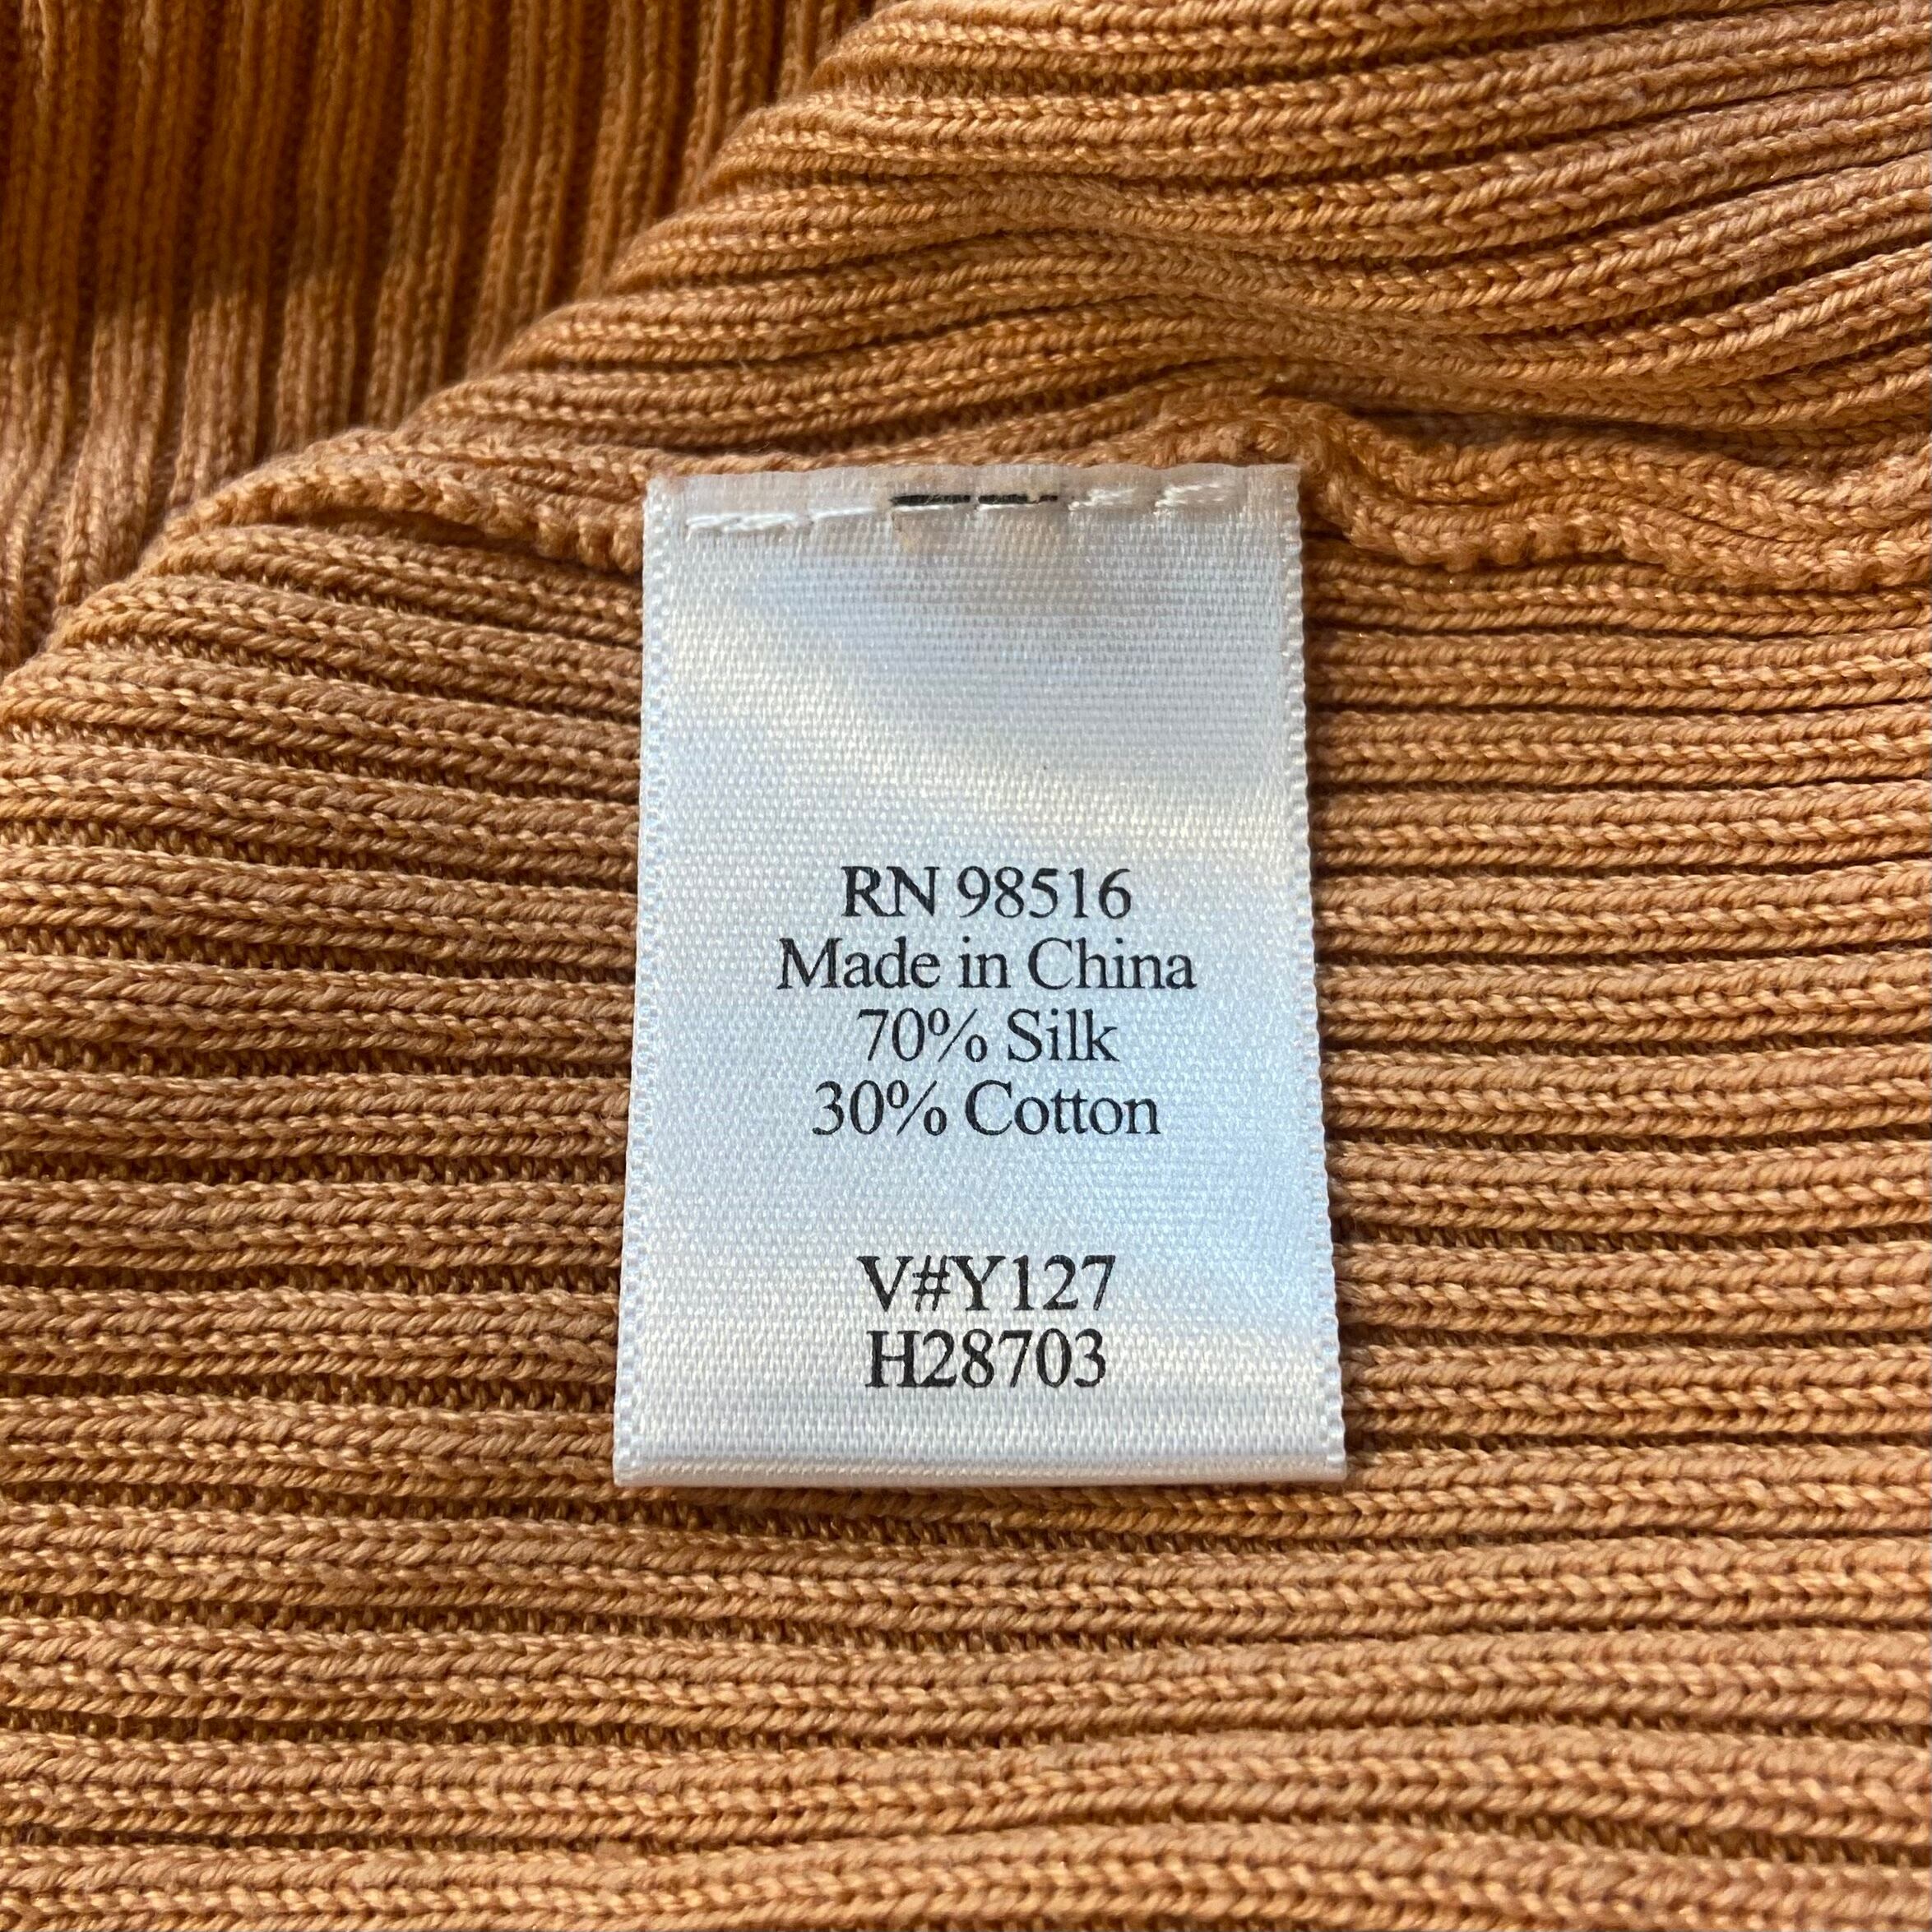 RN 98516
Made in China
70% Silk
30% Cotton
V#Y127
H28703